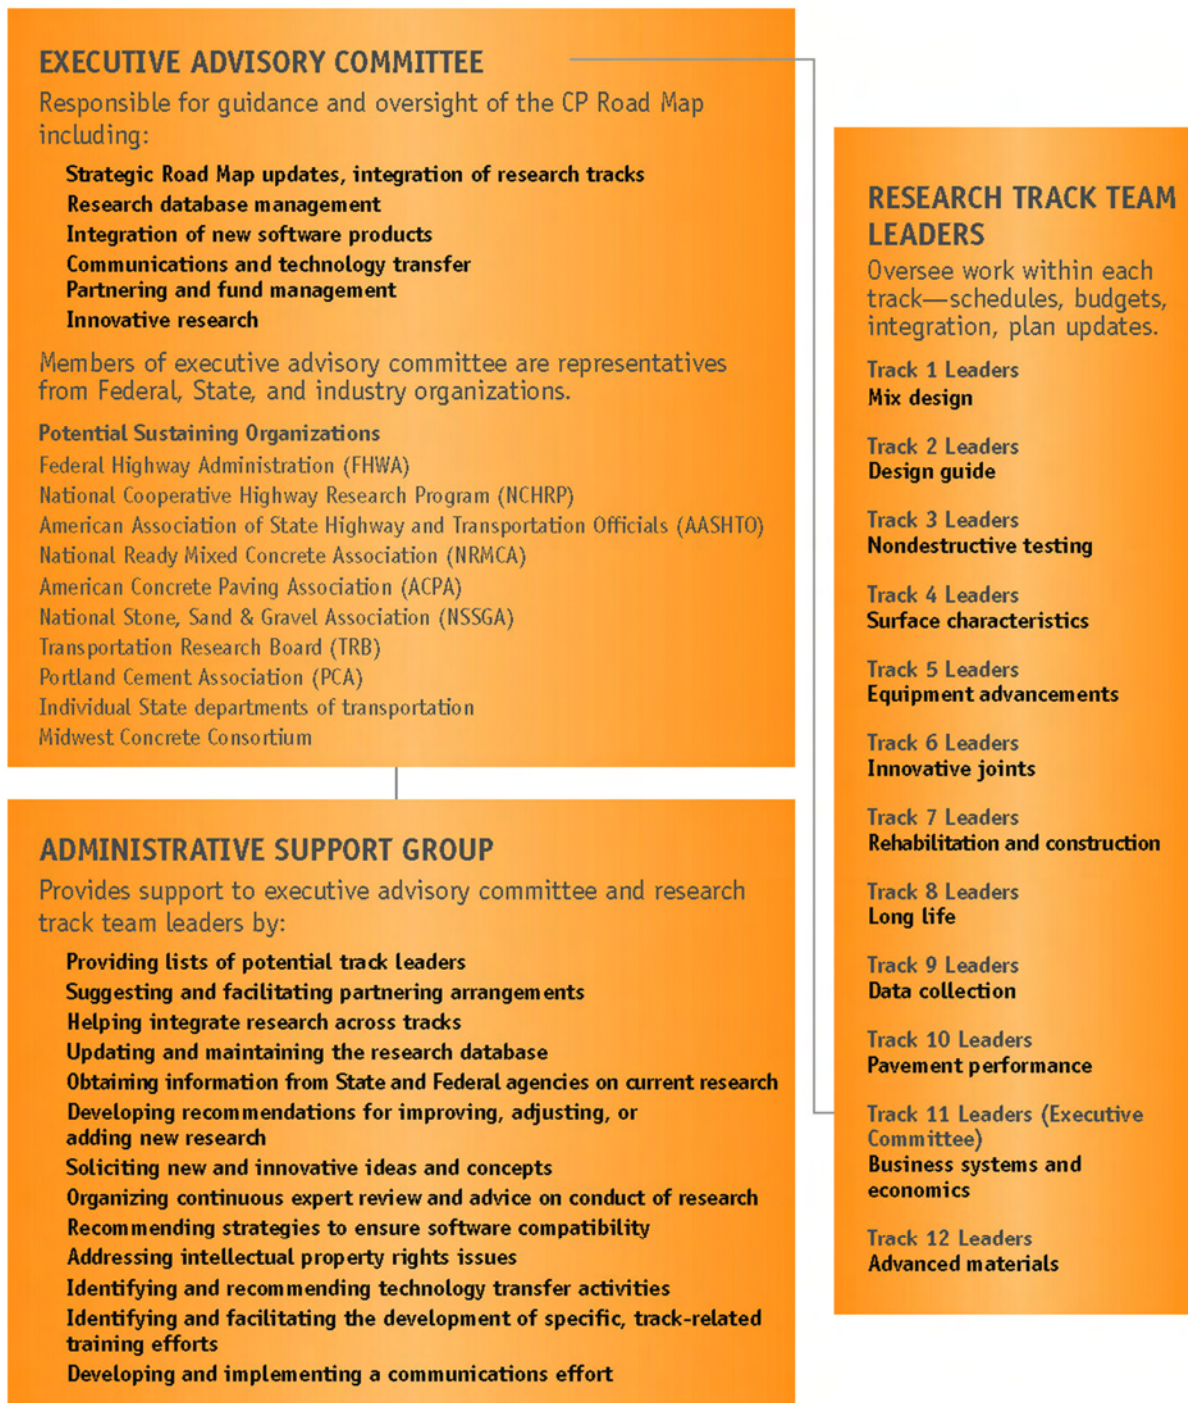 EXECUTIVE ADVISORY COMMITTEE
Responsible for guidance and oversight of the CP Road Map
including:
Strategic Road Map updates, integration of research tracks
Research database management
Integration of new software products
Communications and technology transfer
Partnering and fund management
Innovative research
Members of executive advisory committee are representatives
from Federal, State, and industry organizations.
Potential Sustaining Organizations
Federal Highway Administration (FHWA)
National Cooperative Highway Research Program (NCHRP)
American Association of State Highway and Transportation Officials (AASHTO)
National Ready Mixed Concrete Association (NRMCA)
American Concrete Paving Association (ACPA)
National Stone, Sand & Gravel Association (NSSGA)
Transportation Research Board (TRB)
Portland Cement Association (PCA)
Individual State departments of transportation
Midwest Concrete Consortium
ADMINISTRATIVE SUPPORT GROUP
Provides support to executive advisory committee and research
track team leaders by:
Providing lists of potential track leaders
Suggesting and facilitating partnering arrangements
Helping integrate research across tracks
Updating and maintaining the research database
Obtaining information from State and Federal agencies on current research
Developing recommendations for improving, adjusting, or
adding new research
Soliciting new and innovative ideas and concepts
Organizing continuous expert review and advice on conduct of research
Recommending strategies to ensure software compatibility
Addressing intellectual property rights issues
Identifying and recommending technology transfer activities
Identifying and facilitating the development of specific, track-related
training efforts
Developing and implementing a communications effort
RESEARCH TRACK TEAM
LEADERS
Oversee work within each
track—schedules, budgets,
integration, plan updates.
Track 1 Leaders
Mix design
Track 2 Leaders
Design guide
Track 3 Leaders
Nondestructive testing
Track 4 Leaders
Surface characteristics
Track 5 Leaders
Equipment advancements
Track 6 Leaders
Innovative joints
Track 7 Leaders
Rehabilitation and construction
Track 8 Leaders
Long life
Track 9 Leaders
Data collection
Track 10 Leaders
Pavement performance
Track 11 Leaders (Executive
Committee)
Business systems and
economics
Track 12 Leaders
Advanced materials